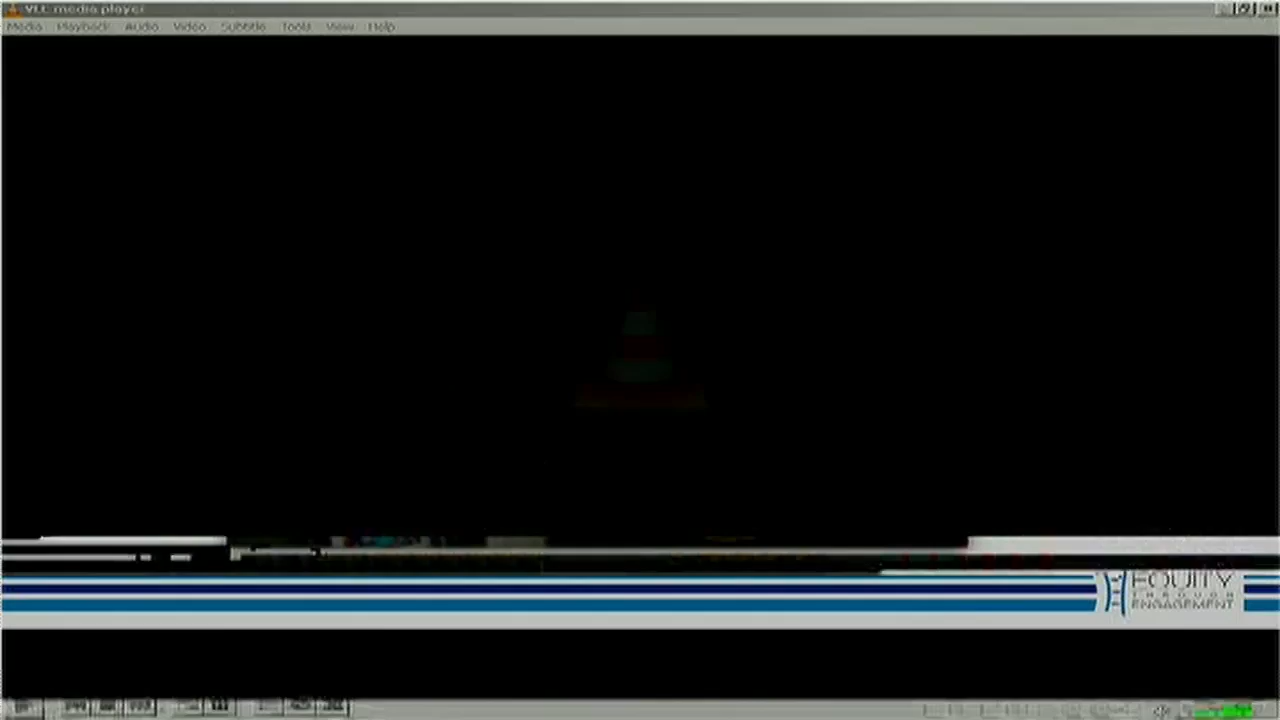 VLC media player
Media Playback Audio Video Subtitle Tools View Help
EQUITY
THROUGH
ENGAGEMENT